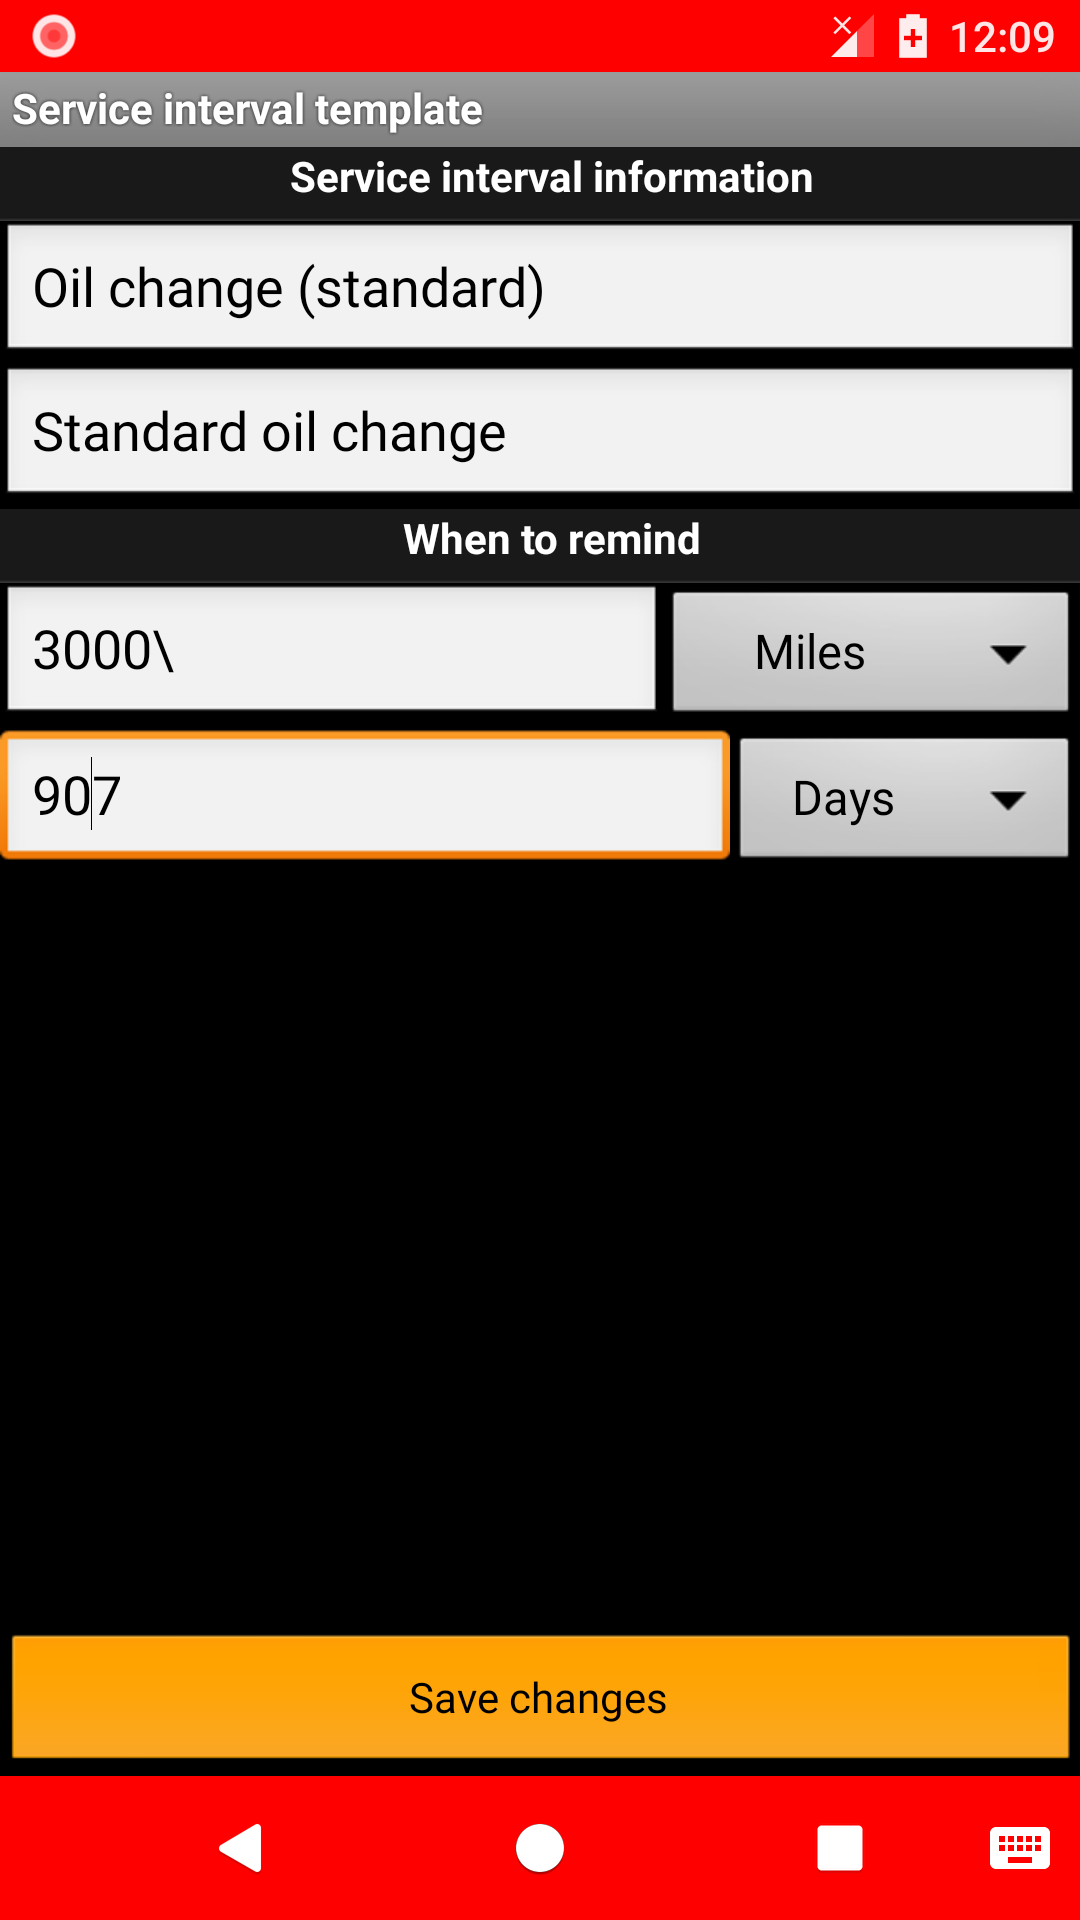 12:09
Service interval template
Service interval information
Oil change (standard)
Standard oil change
When to remind
3000\
Miles
907
Days
Save changes